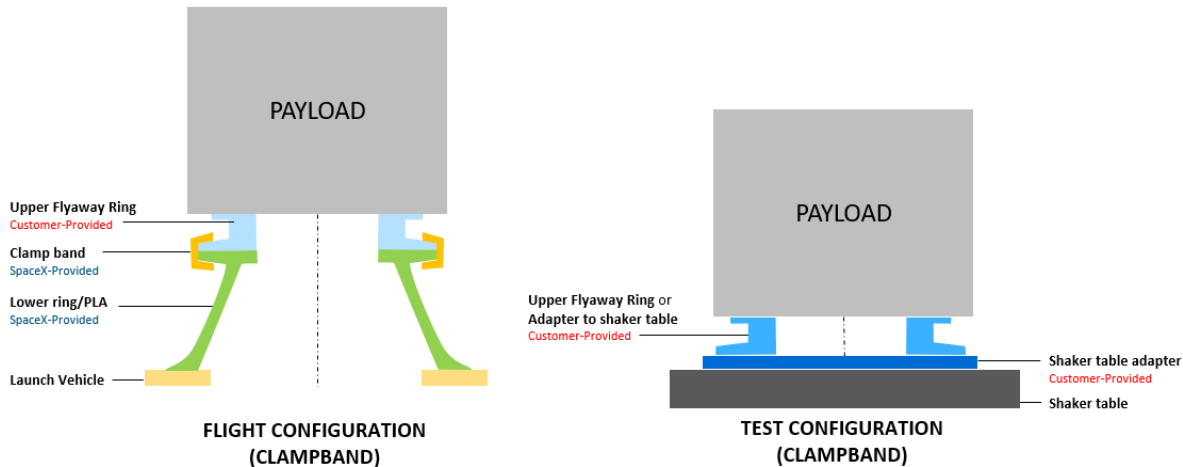 PAYLOAD
Upper Flyaway Ring
Customer-Provided
Clamp band
SpaceX-Provided
Lower ring/PLA
SpaceX-Provided
Launch Vehicle
FLIGHT CONFIGURATION
(CLAMPBAND)
PAYLOAD
Upper Flyaway Ring or
Adapter to shaker table
Customer-Provided
Shaker table adapter
Customer-Provided
Shaker table
TEST CONFIGURATION
(CLAMPBAND)